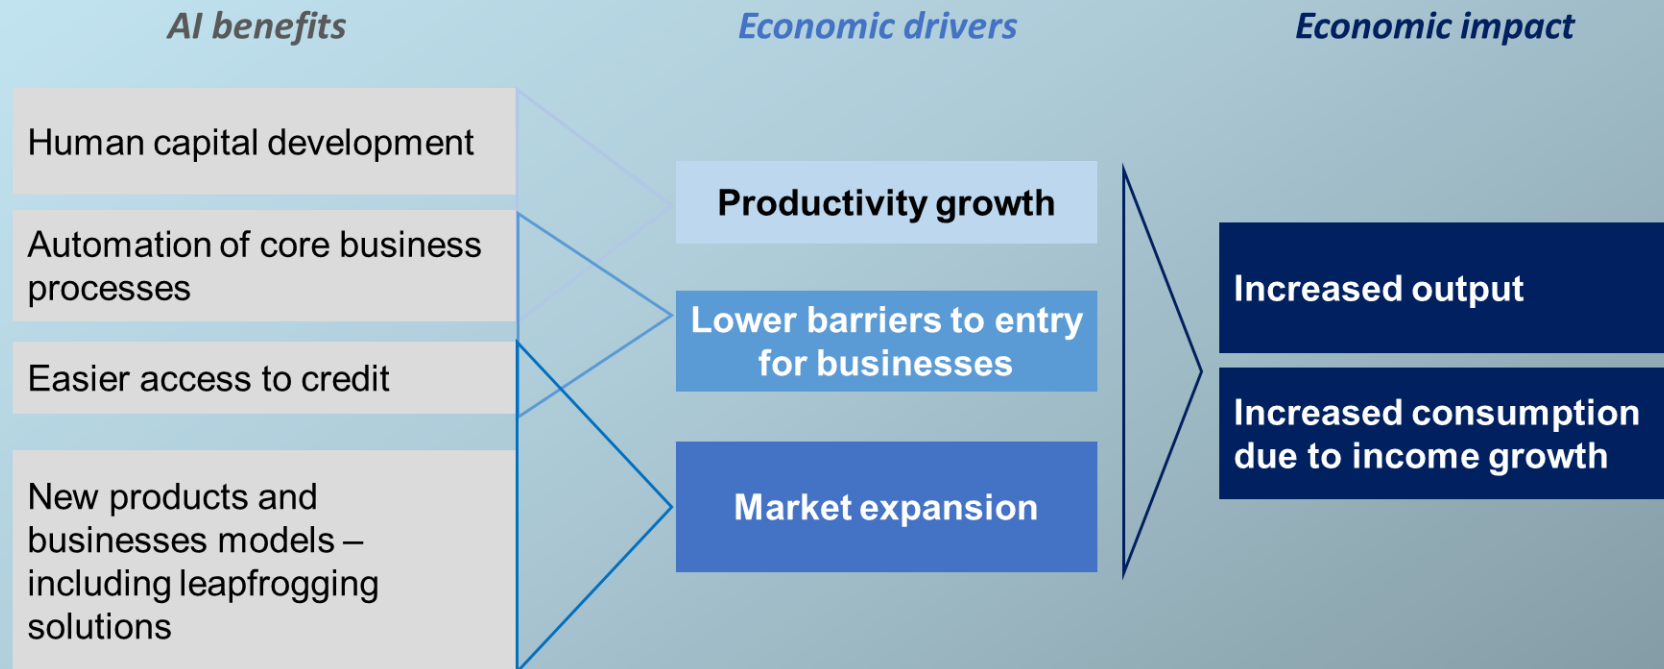 AI benefits
Economic drivers
Economic impact
Human capital development
Automation of core business
processes
Easier access to credit
New products and
businesses models –
including leapfrogging
solutions
Productivity growth
Lower barriers to entry
for businesses
Market expansion
Increased output
Increased consumption
due to income growth